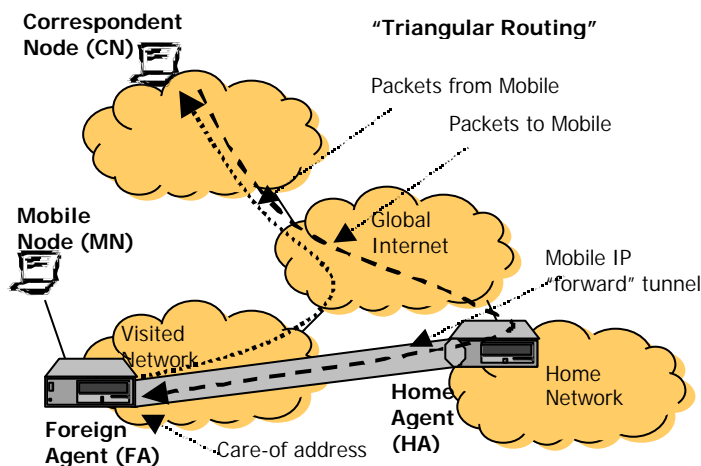 Correspondent
Node (CN)
"Triangular Routing"
Packets from Mobile
Packets to Mobile
Mobile
Node (MN)
Global
Internet
Mobile IP
"forward" tunnel
Visited
Network
Home
Agent
(HA)
Home
Network
Foreign
Agent (FA)
Care-of address